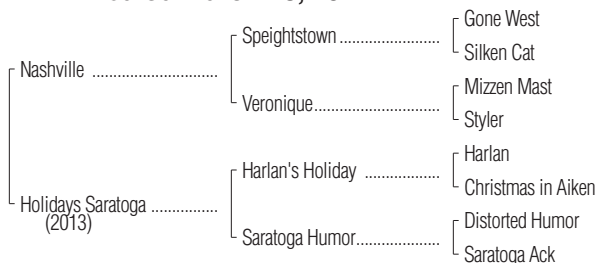 Speightstown
Gone West
Silken Cat
Nashville
Veronique
Mizzen Mast
Styler
Harlan's Holiday
Harlan
Christmas in Aiken
Holidays Saratoga
(2013)
Saratoga Humor
Distorted Humor
Saratoga Ack